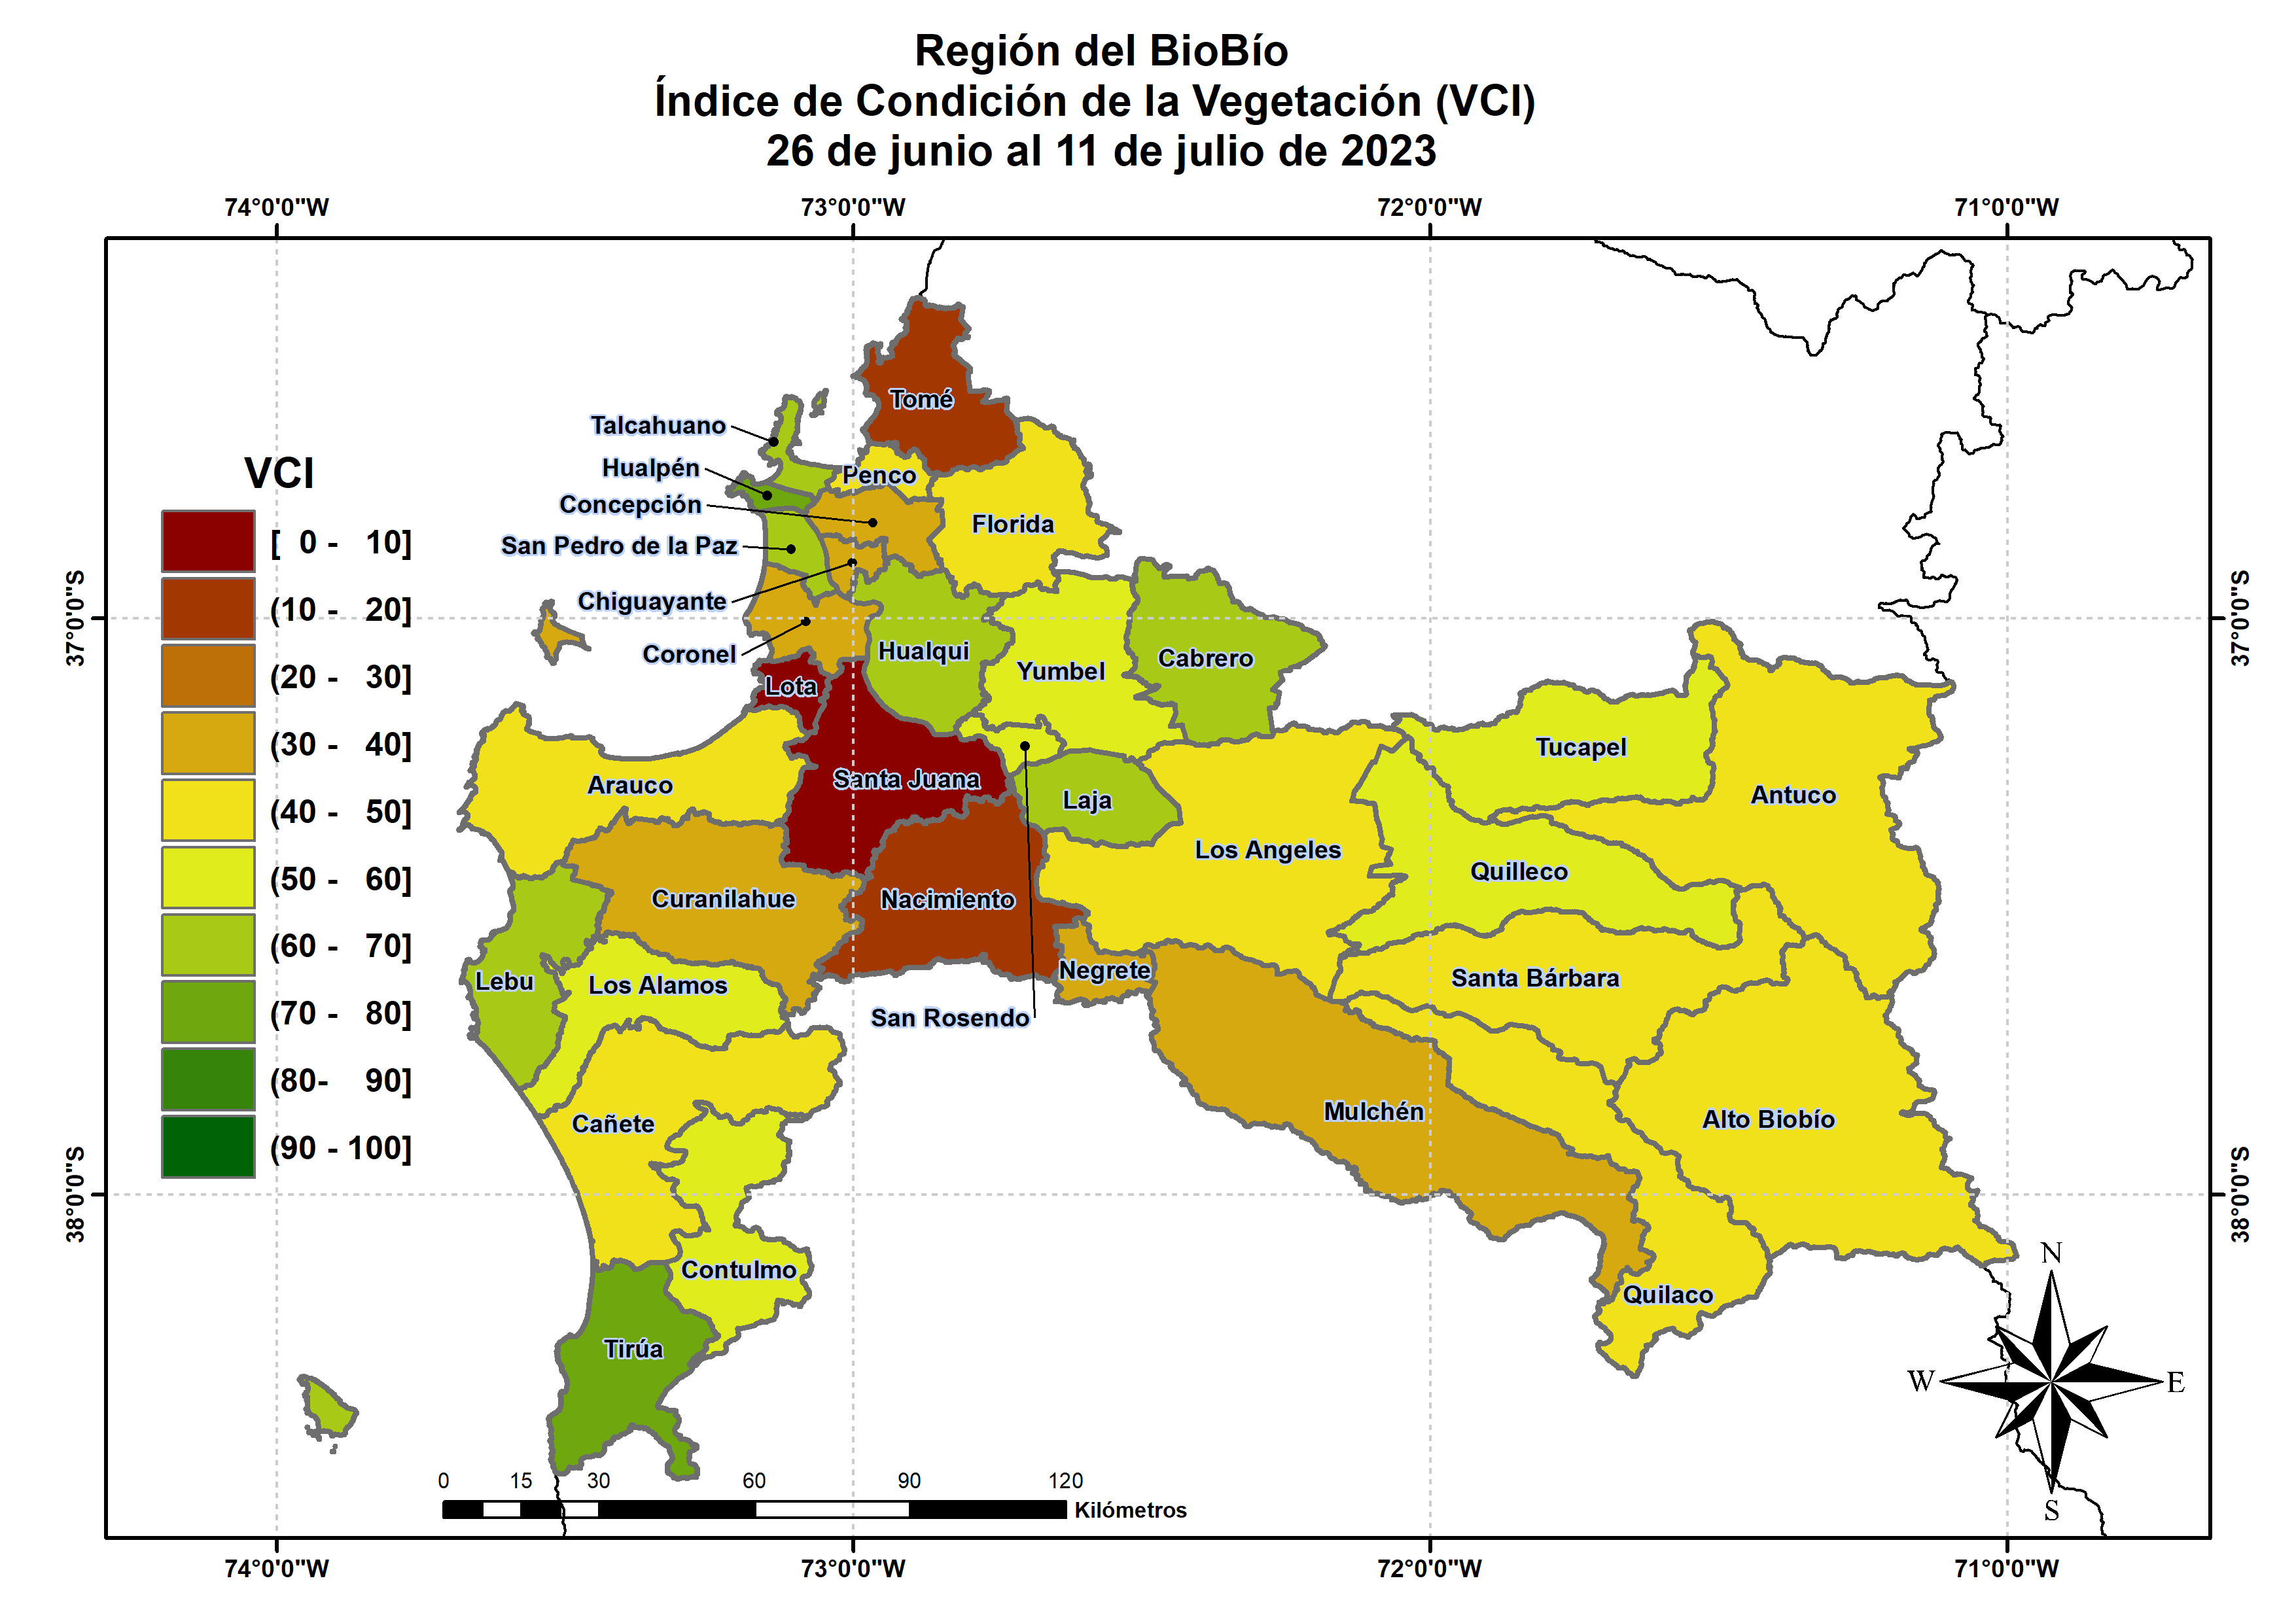 Región del BioBío
Índice de Condición de la Vegetación (VCI)
26 de junio al 11 de julio de 2023
74°0'0"W 73°0'0"W 72°0'0"W 71°0'0"W
37°0'0"S
38°0'0"S
37°0'0"S
38°0'0"S
VCI
[ 0 - 10]
(10 - 20]
(20 - 30]
(30 - 40]
(40 - 50]
(50 - 60]
(60 - 70]
(70 - 80]
(80- 90]
(90 - 100]
Tomé
Talcahuano
Hualpén
Penco
Concepción
Florida
San Pedro de la Paz
Chiguayante
Coronel
Hualqui
Yumbel
Cabrero
Lota
Tucapel
Santa Juana
Arauco
Laja
Antuco
Los Angeles
Quilleco
Curanilahue
Nacimiento
Negrete
Santa Bárbara
Lebu
Los Alamos
San Rosendo
Mulchén
Alto Biobío
Cañete
Contulmo
Quilaco
Tirúa
N
W
E
S
0 15 30 60 90 120
Kilómetros
74°0'0"W 73°0'0"W 72°0'0"W 71°0'0"W